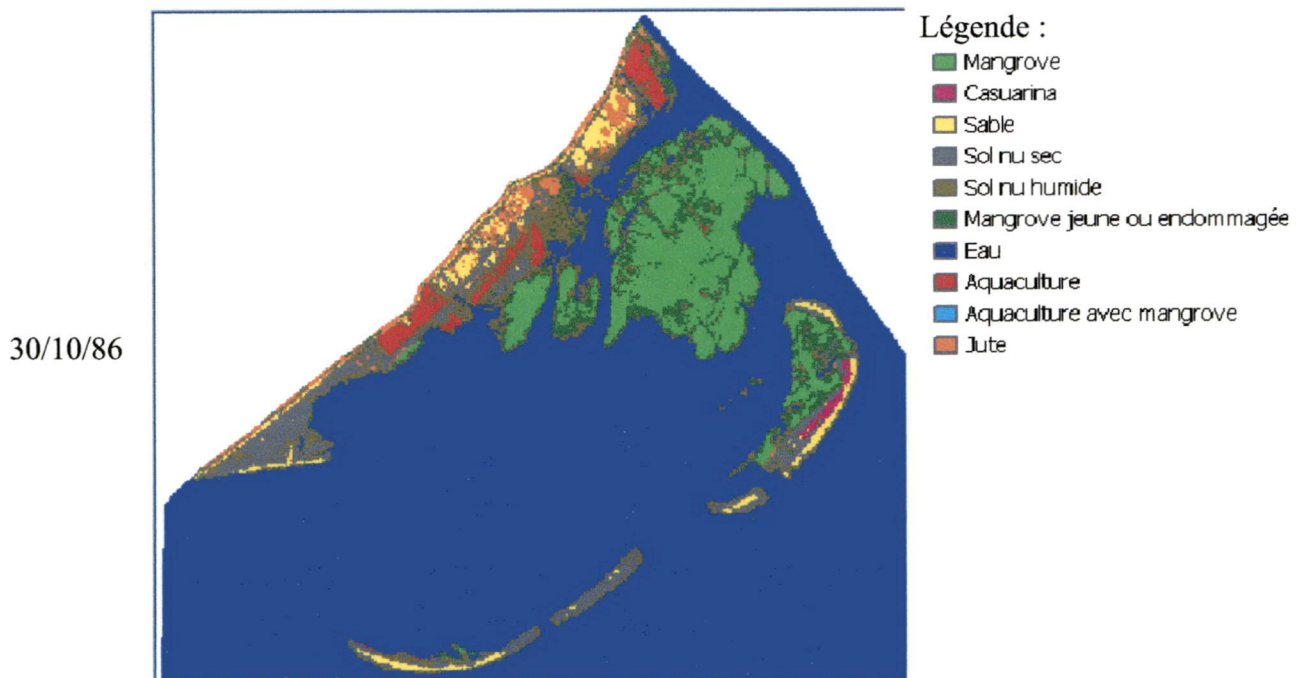 Légende :
Mangrove
Casuarina
Sable
Sol nu sec
Sol nu humide
Mangrove jeune ou endommagée
Eau
Aquaculture
Aquaculture avec mangrove
Jute
30/10/86